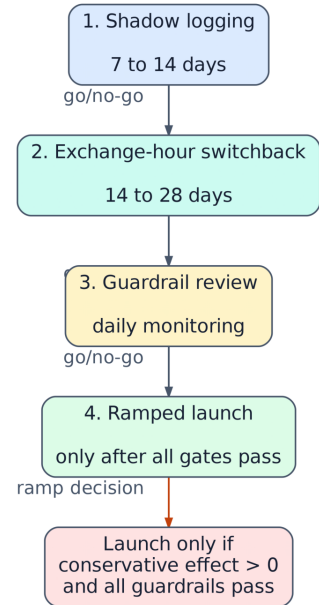 1. Shadow logging
7 to 14 days
go/no-go
2. Exchange-hour switchback
14 to 28 days
3. Guardrail review
daily monitoring
go/no-go
4. Ramped launch
only after all gates pass
ramp decision
Launch only if
conservative effect > 0
and all guardrails pass